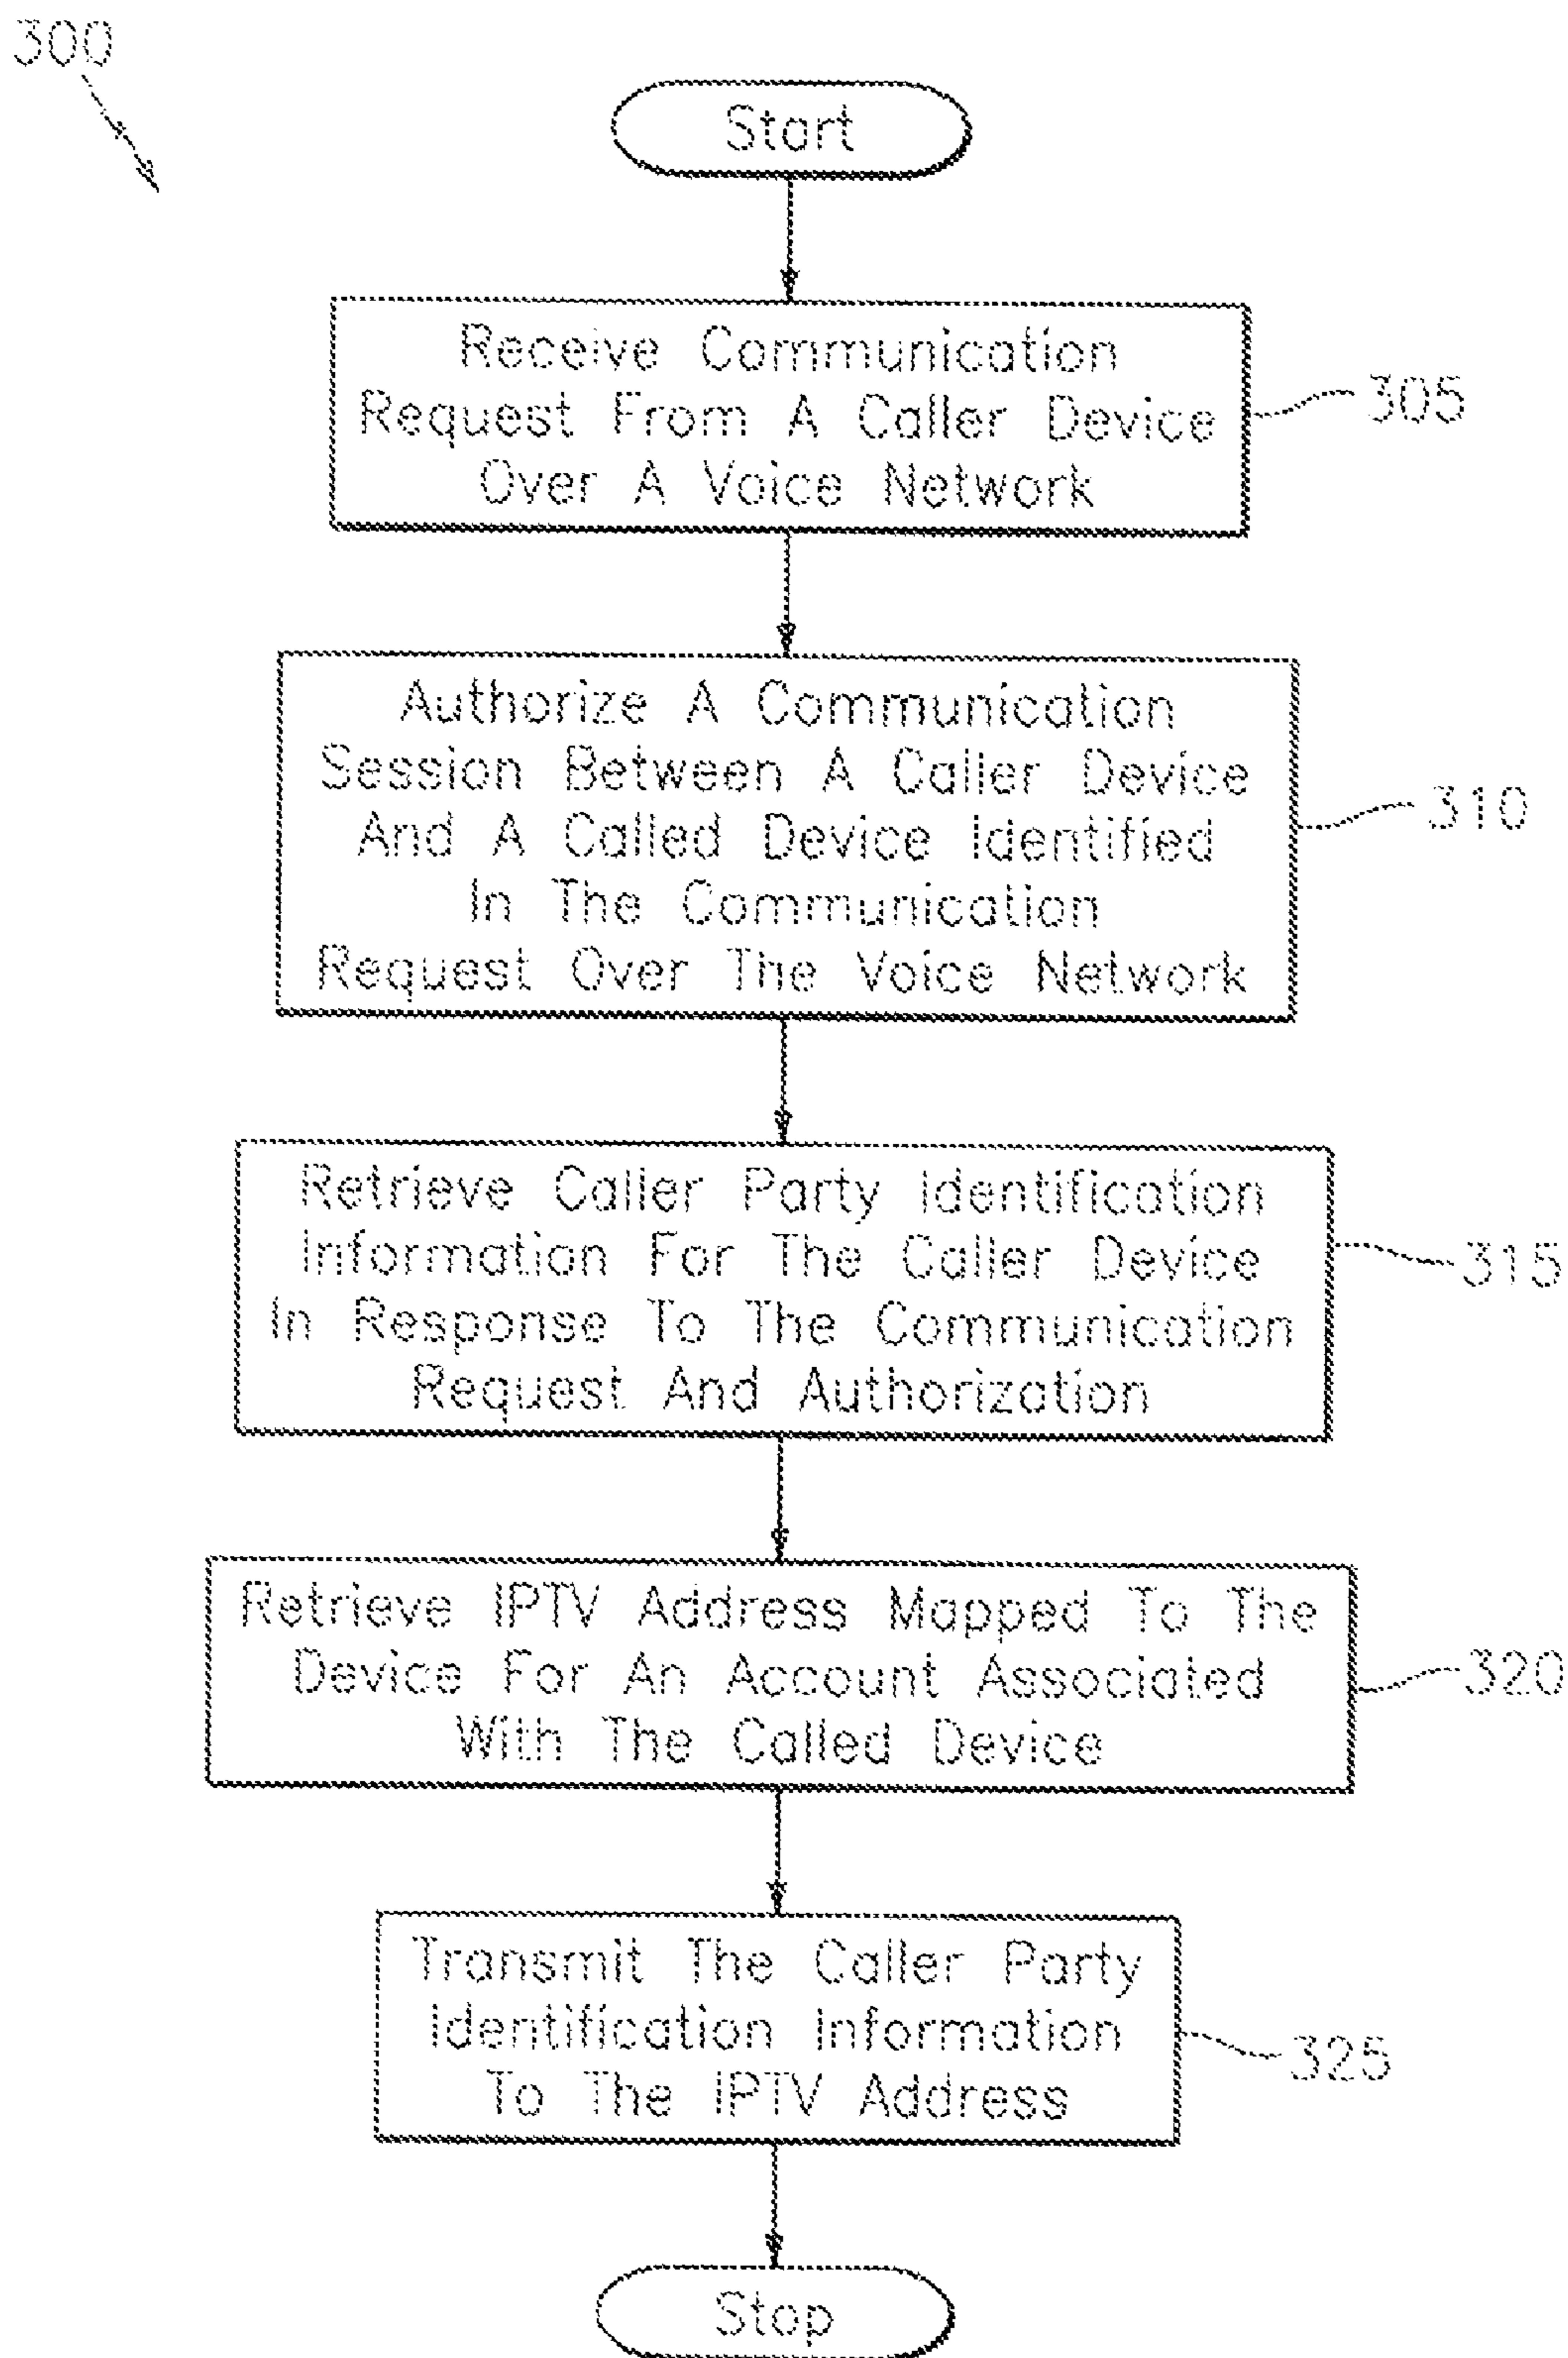 300
Start
Receive Communication
Request From A Caller Device
Over A Voice Network
305
Authorize A Communication
Session Between A Caller Device
And A Called Device Identified
In The Communication
Request Over The Voice Network
310
Retrieve Caller Party Identification
Information For The Caller Device
In Response To The Communication
Request And Authorization
315
Retrieve IPTV Address Mapped To The
Device For An Account Associated
With The Called Device
320
Transmit The Caller Party
Identification Information
To The IPTV Address
325
Stop